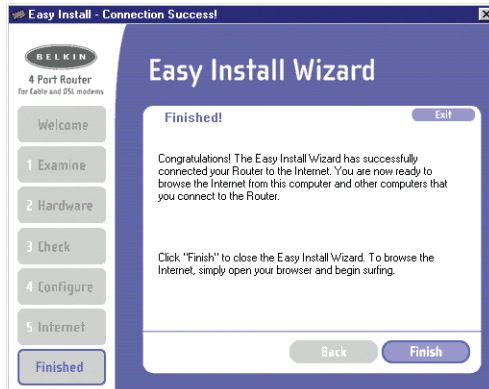 Easy Install - Connection Success!
BELKIN
4 Port Router
for Cable and DSL modems
Easy Install Wizard
Welcome
1 Examine
2 Hardware
3 Check
4 Configure
5 Internet
Finished
Finished!
Exit
Congratulations! The Easy Install Wizard has successfully
connected your Router to the Internet. You are now ready to
browse the Internet from this computer and other computers that
you connect to the Router.
Click "Finish" to close the Easy Install Wizard. To browse the
Internet, simply open your browser and begin surfing.
Back
Finish